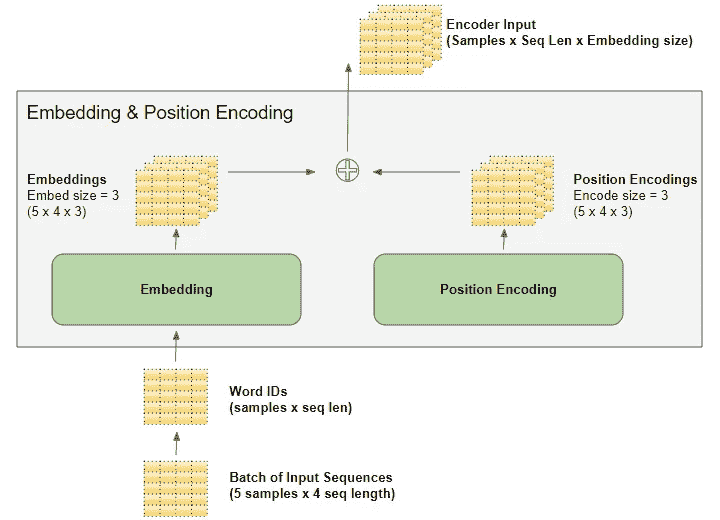 Encoder Input
(Samples x Seq Len x Embedding size)
Embedding & Position Encoding
Embeddings
Embed size = 3
(5 x 4 x 3)
Position Encodings
Encode size = 3
(5 x 4 x 3)
Embedding
Position Encoding
Word IDs
(samples x seq len)
Batch of Input Sequences
(5 samples x 4 seq length)